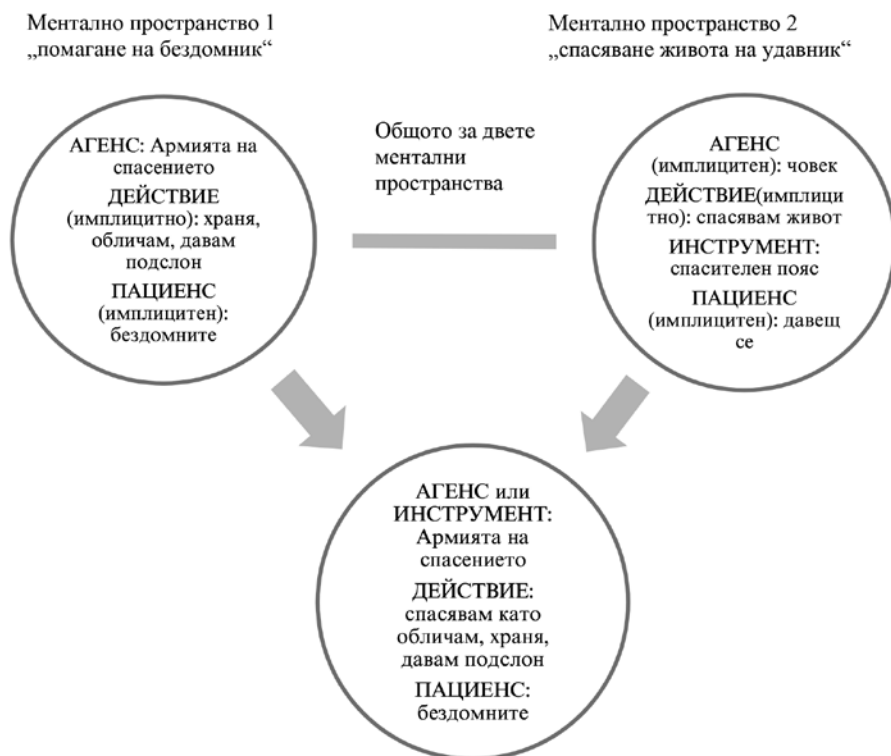 Ментално пространство 1
„помагане на бездомник“
Ментално пространство 2
„спасяване живота на удавник“
АГЕНС: Армията на
спасението
ДЕЙСТВИЕ
(имплицитно): храня,
обличам, давам
подслон
ПАЦИЕНС
(имплицитен):
бездомните
Общото за двете
ментални
пространства
АГЕНС
(имплицитен): човек
ДЕЙСТВИЕ(имплици
тно): спасявам живот
ИНСТРУМЕНТ:
спасителен пояс
ПАЦИЕНС
(имплицитен): давещ
се
АГЕНС или
ИНСТРУМЕНТ:
Армията на
спасението
ДЕЙСТВИЕ:
спасявам като
обличам, храня,
давам подслон
ПАЦИЕНС:
бездомните